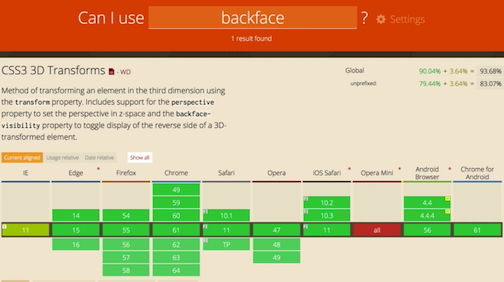 Can I use backface ? Settings
1 result found
CSS3 3D Transforms - WD
Global 90.04% + 3.64% = 93.68%
unprefixed: 79.44% + 3.64% = 83.07%
Method of transforming an element in the third dimension using
the transform property. Includes support for the perspective
property to set the perspective in z-space and the backface-
visibility property to toggle display of the reverse side of a 3D-
transformed element.
Current aligned Usage relative Date relative Show all
IE Edge Firefox Chrome Safari Opera iOS Safari Opera Mini Android Browser Chrome for Android
49
59 10.2 4.4
14 54 60 10.1 10.3 4.4.4
11 15 55 61 11 47 11 all 56 61
16 56 62 TP 48
57 63 49
58 64